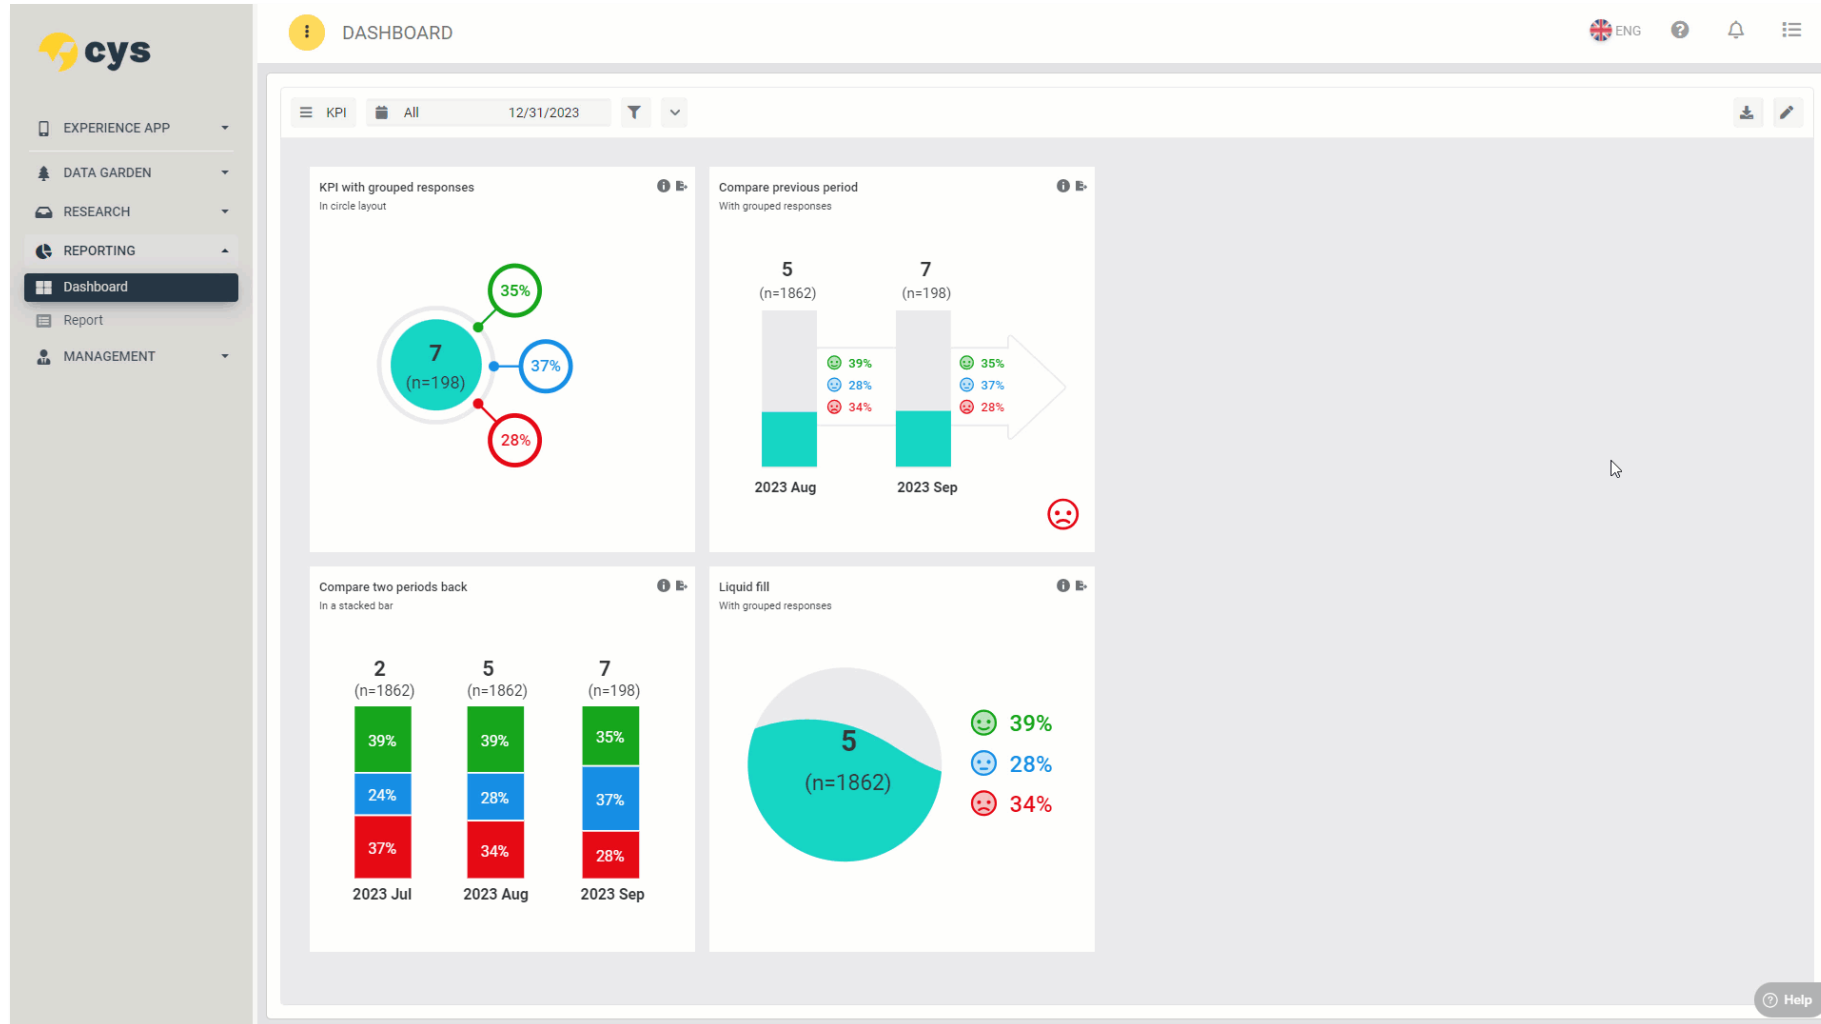 cys
DASHBOARD
ENG
EXPERIENCE APP
DATA GARDEN
RESEARCH
REPORTING
Dashboard
Report
MANAGEMENT
KPI
All
12/31/2023
KPI with grouped responses
In circle layout
35%
7
(n=198)
37%
28%
Compare previous period
With grouped responses
5
7
(n=1862)
(n=198)
39%
35%
28%
37%
34%
28%
2023 Aug
2023 Sep
Compare two periods back
In a stacked bar
2
5
7
(n=1862)
(n=1862)
(n=198)
39%
39%
35%
24%
28%
37%
37%
34%
28%
2023 Jul
2023 Aug
2023 Sep
Liquid fill
With grouped responses
5
(n=1862)
39%
28%
34%
Help